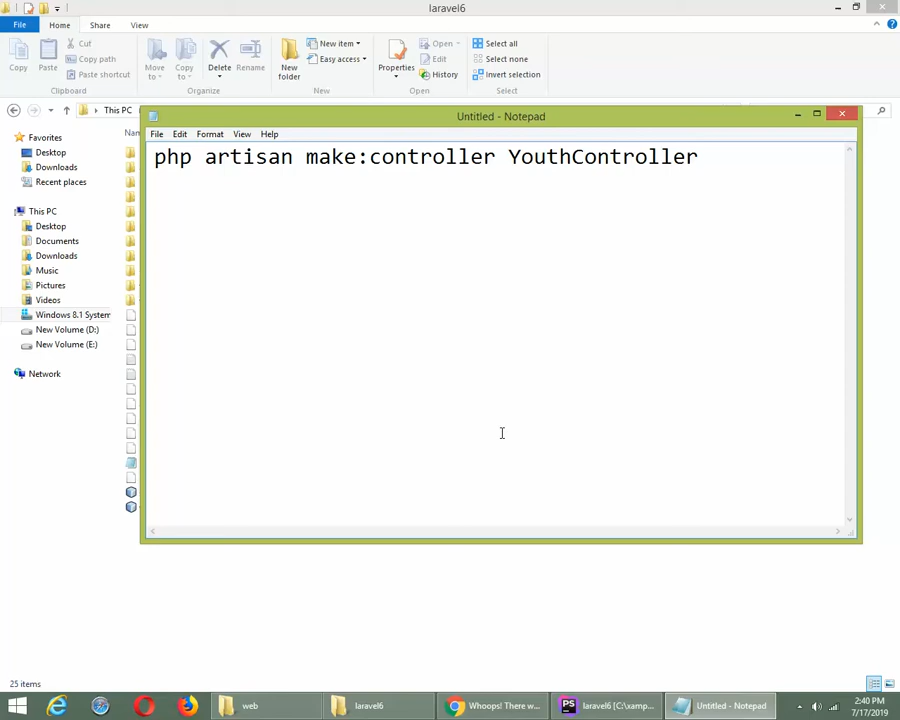 laravel6
File
Home
Share
View
Copy
Paste
Cut
Copy path
Paste shortcut
Clipboard
Move to
Copy to
Delete
Rename
Organize
New folder
New item
Easy access
New
Properties
Open
Edit
History
Open
Select all
Select none
Invert selection
Select
This PC
Untitled - Notepad
File Edit Format View Help
php artisan make:controller YouthController
Favorites
Desktop
Downloads
Recent places
This PC
Desktop
Documents
Downloads
Music
Pictures
Videos
Windows 8.1 System
New Volume (D:)
New Volume (E:)
Network
25 items
web
laravel6
Whoops! There w...
laravel6 [C:\xamp...
Untitled - Notepad
2:40 PM
7/17/2019